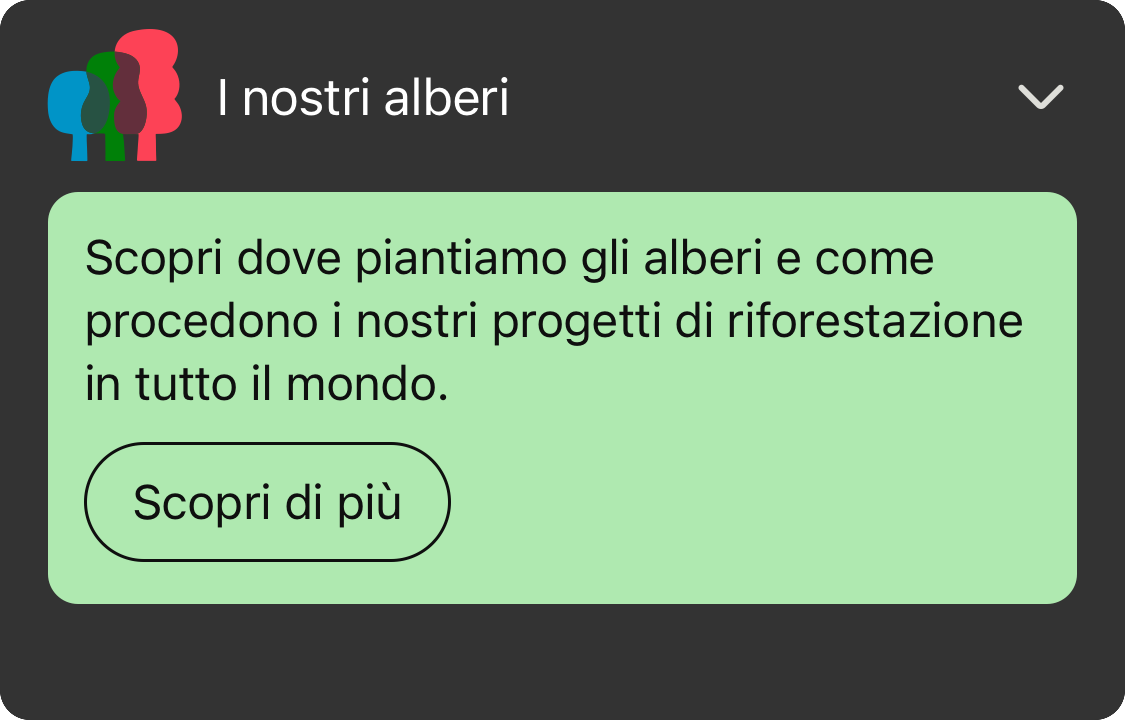 I nostri alberi
Scopri dove piantiamo gli alberi e come
procedono i nostri progetti di riforestazione
in tutto il mondo.
Scopri di più